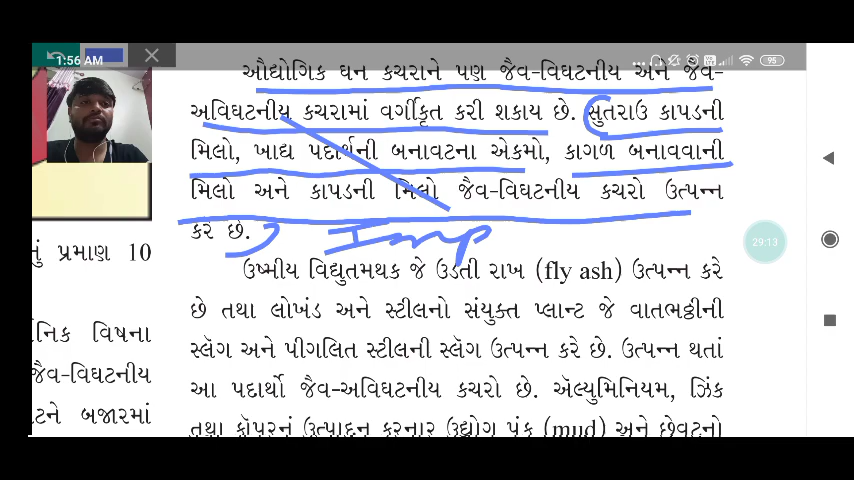 1:56 AM
95
ઔદ્યોગિક ઘન કચરાને પણ જૈવ-વિઘટનીય અને જૈવ-
અવિઘટનીય કચરામાં વર્ગીકૃત કરી શકાય છે. સુતરાઉ કાપડની
મિલો, ખાદ્ય પદાર્થની બનાવટના એકમો, કાગળ બનાવવાની
મિલો અને કાપડની મિલો જૈવ-વિઘટનીય કચરો ઉત્પન્ન
કરે છે.
Imp
નું પ્રમાણ 10
29:13
ઉષ્મીય વિદ્યુતમથક જે ઉડતી રાખ (fly ash) ઉત્પન્ન કરે
છે તથા લોખંડ અને સ્ટીલનો સંયુક્ત પ્લાન્ટ જે વાતભઠ્ઠીની
સ્લૅગ અને પીગલિત સ્ટીલની સ્લૅગ ઉત્પન્ન કરે છે. ઉત્પન્ન થતાં
આ પદાર્થો જૈવ-અવિઘટનીય કચરો છે. ઍલ્યુમિનિયમ, ઝિંક
તથા કૉપરનું ઉત્પાદન કરનાર ઉદ્યોગ પંક (mud) અને છેવટનો
વિષના
જૈવ-વિઘટનીય
બજારમાં